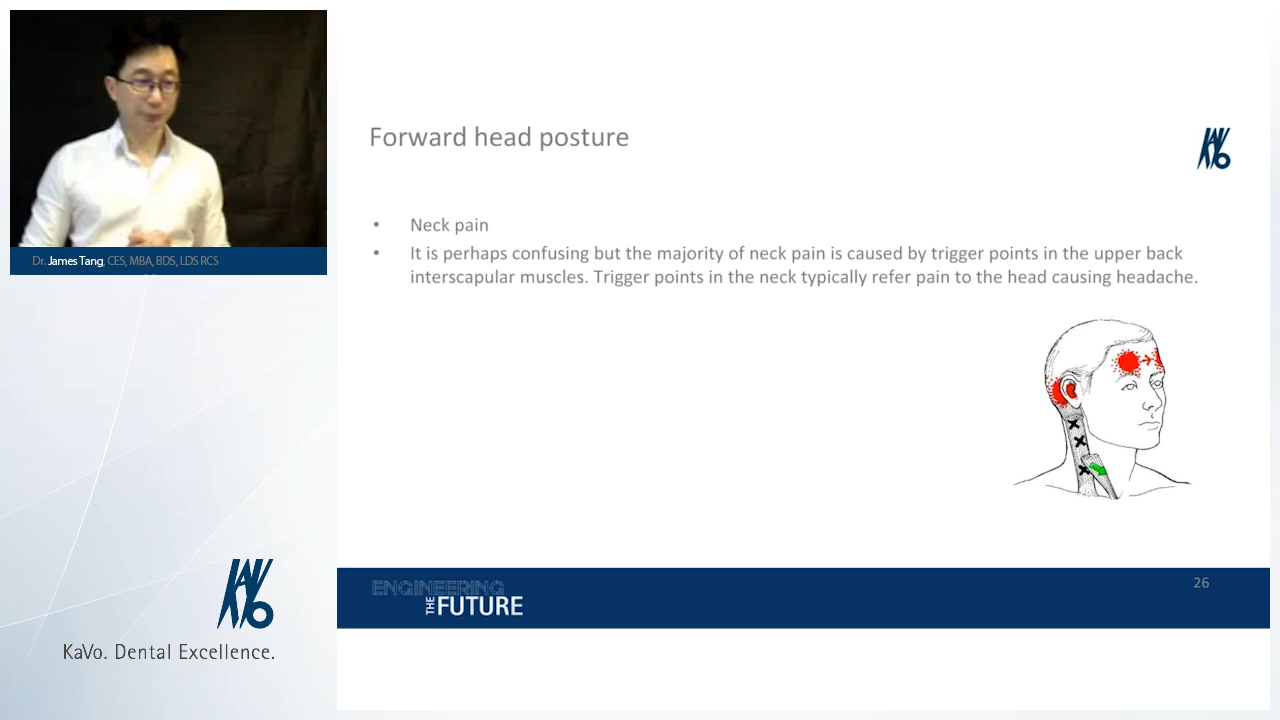 Dr. James Tang, CES, MBA, BDS, LDS RCS
Forward head posture
KAVO
• Neck pain
• It is perhaps confusing but the majority of neck pain is caused by trigger points in the upper back
interscapular muscles. Trigger points in the neck typically refer pain to the head causing headache.
ENGINEERING
THE FUTURE
26
KAVO
KaVo. Dental Excellence.